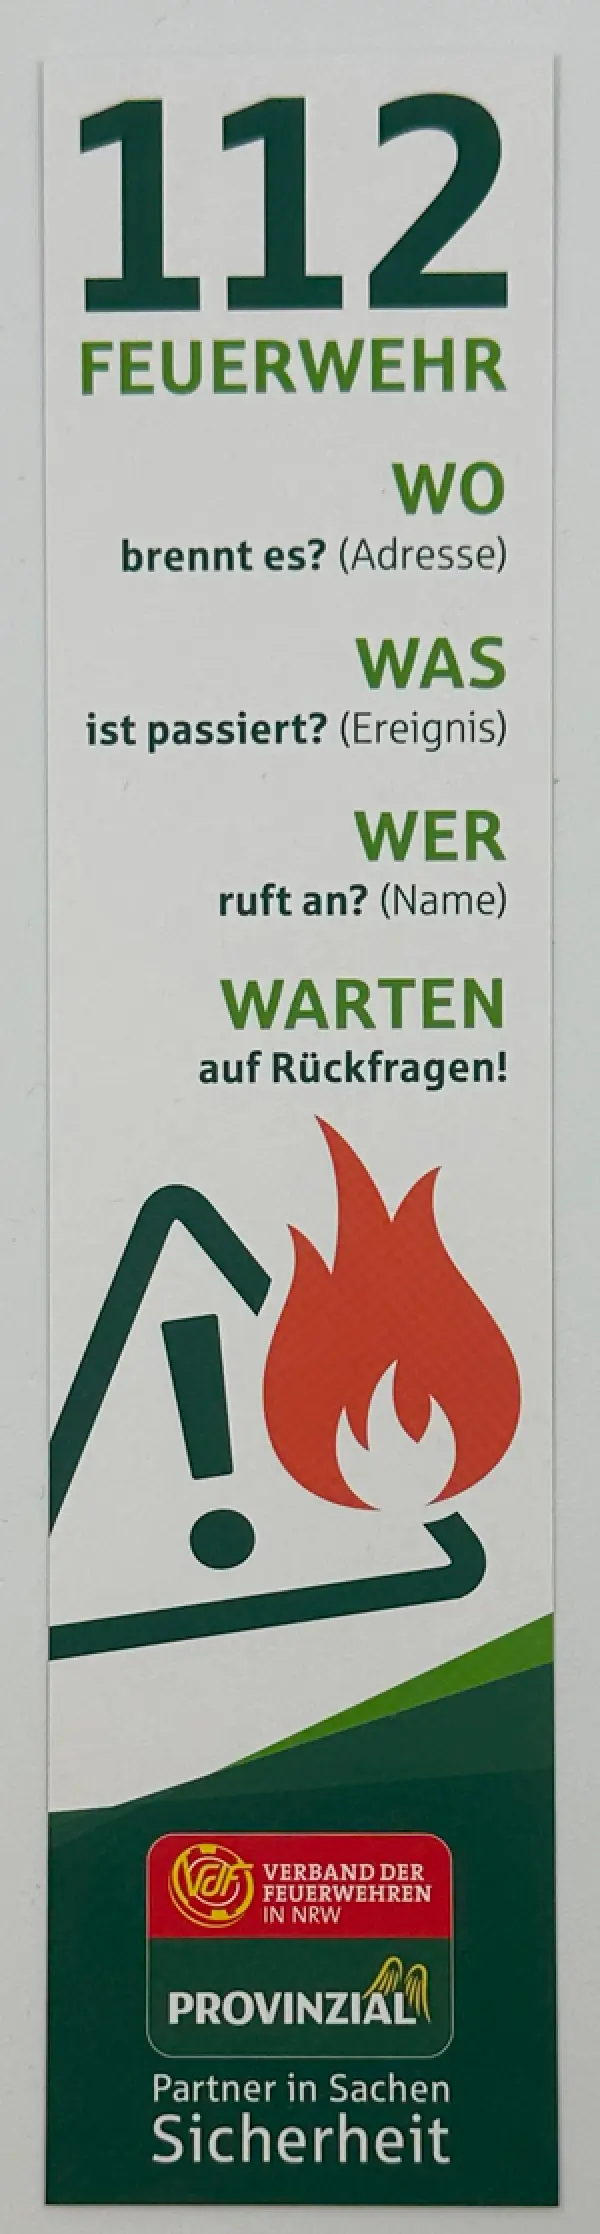 112
FEUERWEHR
WO
brennt es? (Adresse)
WAS
ist passiert? (Ereignis)
WER
ruft an? (Name)
WARTEN
auf Rückfragen!
!
VdF
VERBAND DER
FEUERWEHREN
IN NRW
PROVINZIAL
Partner in Sachen
Sicherheit